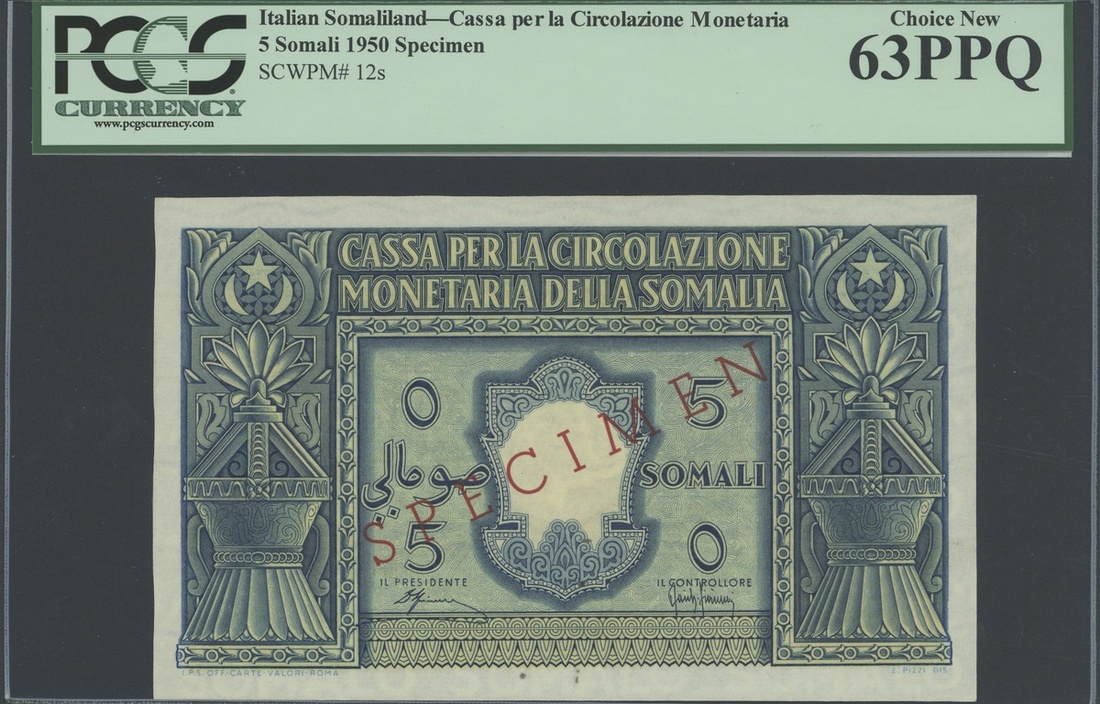 PCGS
CURRENCY
www.pcgscurrency.com
Italian Somaliland—Cassa per la Circolazione Monetaria
5 Somali 1950 Specimen
SCWPM# 12s
Choice New
63PPQ
CASSA PER LA CIRCOLAZIONE
MONETARIA DELLA SOMALIA
٥ 5
صومالي
SOMALI
5 ٥
SPECIMEN
IL PRESIDENTE
IL CONTROLLORE
I.P.S. OFF-CARTE-VALORI-ROMA
E. PIZZI DIS.